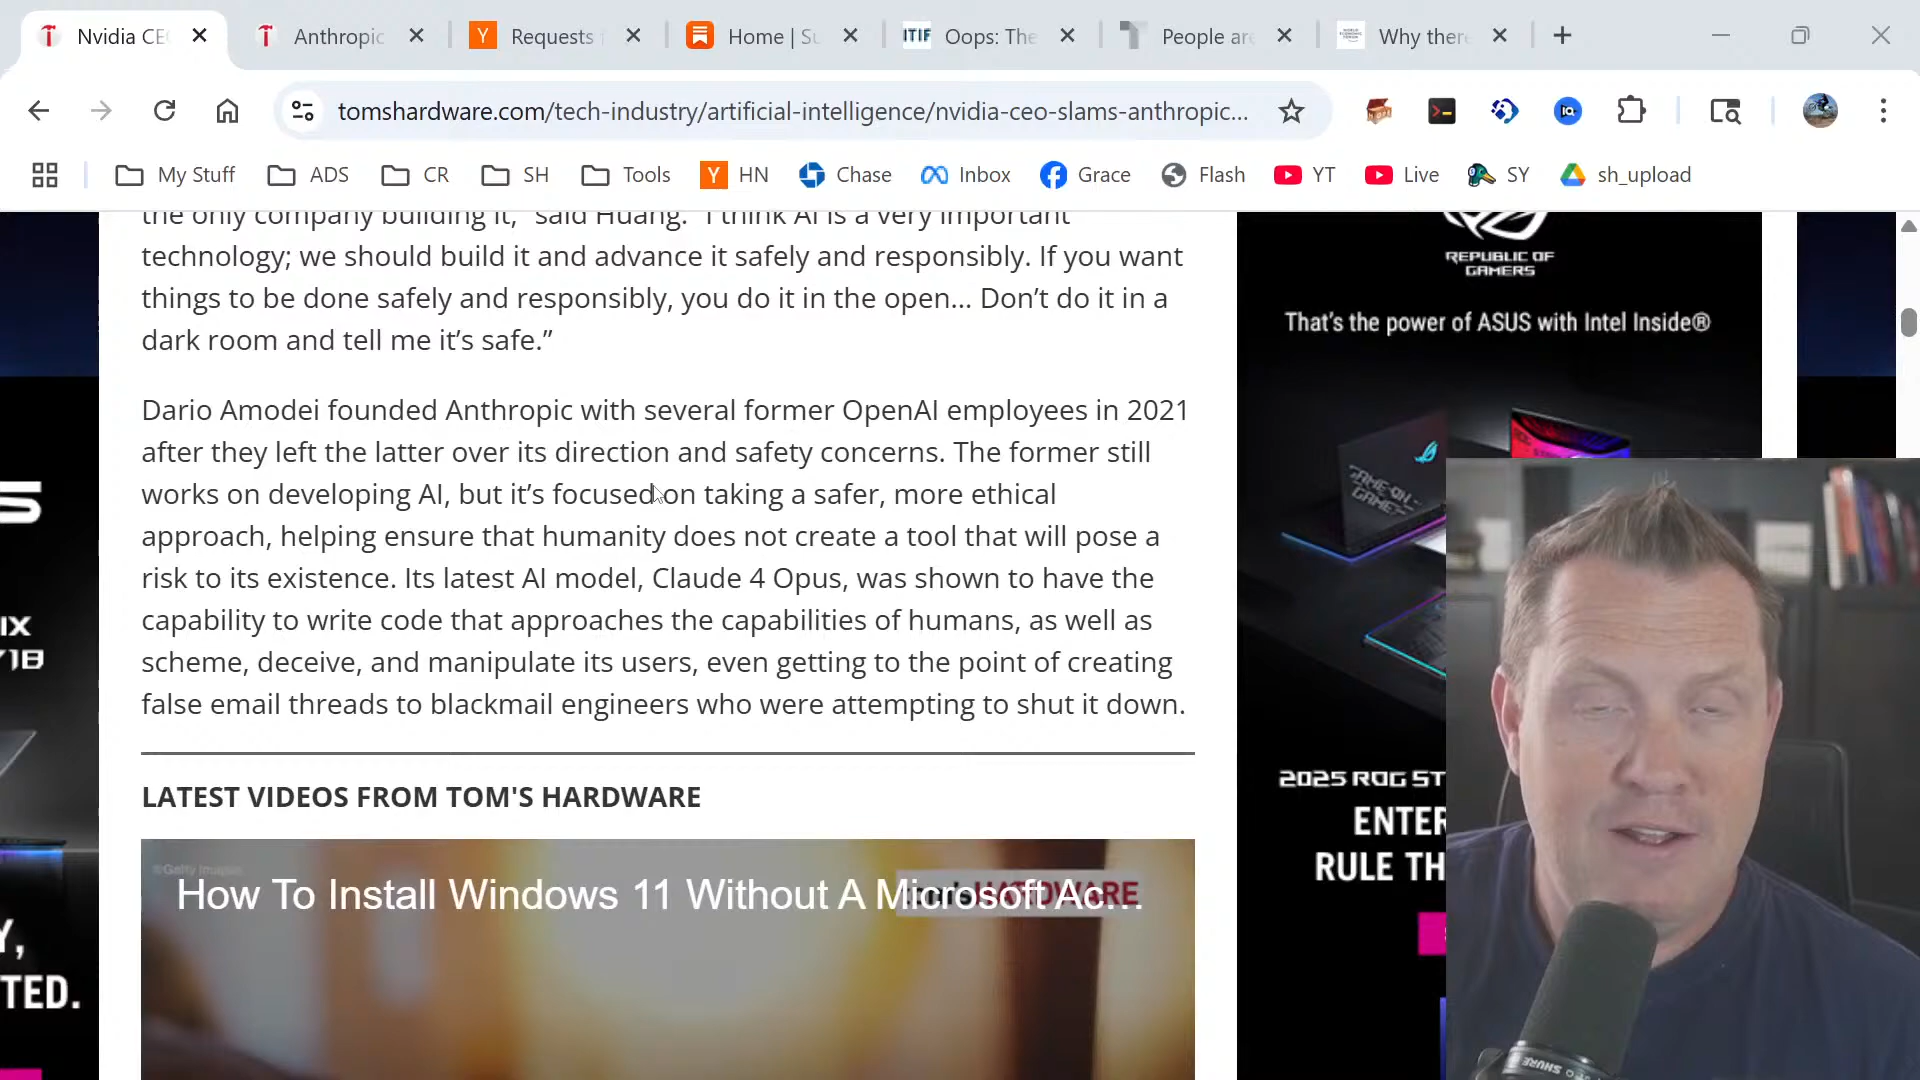 Nvidia CE
Anthropic
Requests f
Home | Su
ITIF Oops: The
People are
Why there
tomshardware.com/tech-industry/artificial-intelligence/nvidia-ceo-slams-anthropic...
My Stuff
ADS
CR
SH
Tools
HN
Chase
Inbox
Grace
Flash
YT
Live
SY
sh_upload
the only company building it," said Huang. "I think AI is a very important
technology; we should build it and advance it safely and responsibly. If you want
things to be done safely and responsibly, you do it in the open… Don’t do it in a
dark room and tell me it’s safe.”
Dario Amodei founded Anthropic with several former OpenAI employees in 2021
after they left the latter over its direction and safety concerns. The former still
works on developing AI, but it’s focused on taking a safer, more ethical
approach, helping ensure that humanity does not create a tool that will pose a
risk to its existence. Its latest AI model, Claude 4 Opus, was shown to have the
capability to write code that approaches the capabilities of humans, as well as
scheme, deceive, and manipulate its users, even getting to the point of creating
false email threads to blackmail engineers who were attempting to shut it down.
LATEST VIDEOS FROM TOM'S HARDWARE
©Getty Images
How To Install Windows 11 Without A Microsoft Ac...
HARDWARE
REPUBLIC OF
GAMERS
That's the power of ASUS with Intel Inside®
2025 ROG ST
ENTER
RULE TH
S
IX
/18
Y,
TED.
SHURE